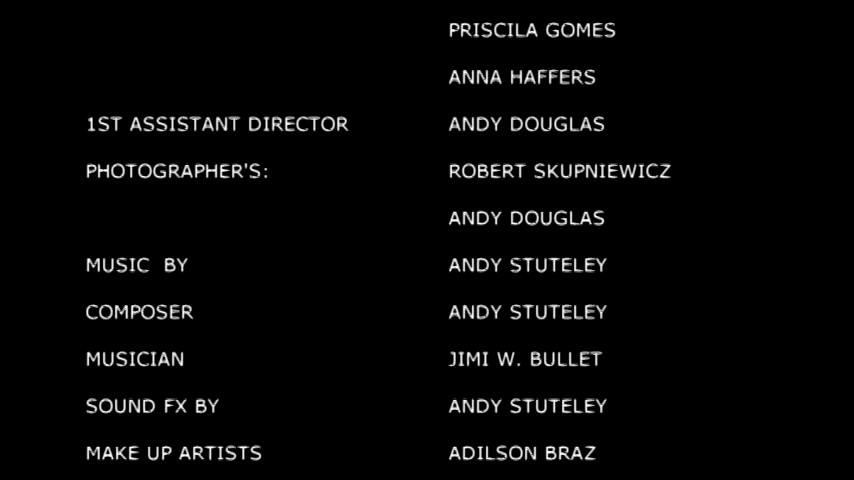 PRISCILA GOMES
ANNA HAFFERS
1ST ASSISTANT DIRECTOR ANDY DOUGLAS
PHOTOGRAPHER'S: ROBERT SKUPNIEWICZ
ANDY DOUGLAS
MUSIC BY ANDY STUTELEY
COMPOSER ANDY STUTELEY
MUSICIAN JIMI W. BULLET
SOUND FX BY ANDY STUTELEY
MAKE UP ARTISTS ADILSON BRAZ